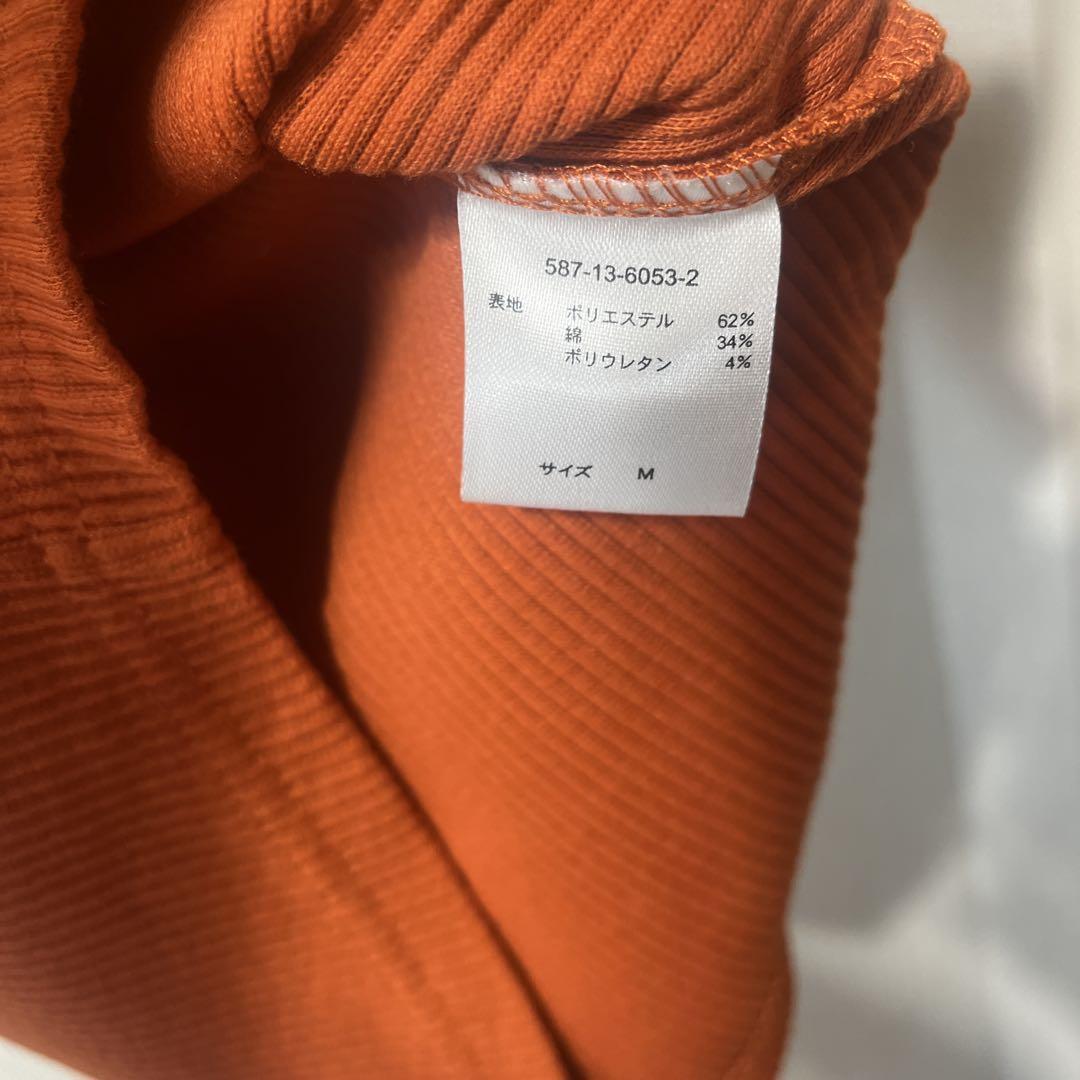 587-13-6053-2
表地 ポリエステル 62%
綿 34%
ポリウレタン 4%
サイズ M